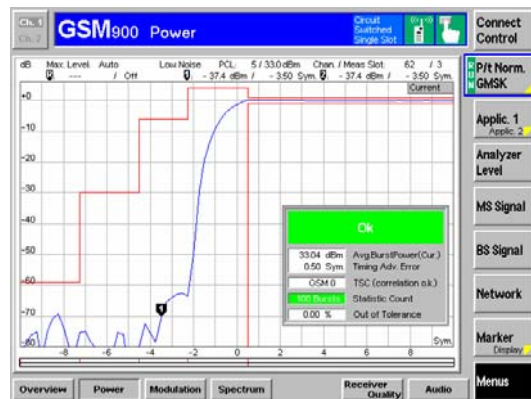 Ch. 1
Ch. 2
GSM900 Power
Circuit
Switched
Single Slot
Connect
Control
dB Max. Level Auto Low Noise PCL: 5 / 33.0 dBm Chan. / Meas Slot: 62 / 3
--- / Off - 37.4 dBm / - 3.50 Sym. - 37.4 dBm / - 3.50 Sym.
Current
+0
-10
-20
-30
-40
-50
-60
-70
-80
1
Ok
33.04 dBm Avg.BurstPower(Cur.)
0.50 Sym Timing Adv. Error
GSM 0 TSC (correlation o.k.)
100 Bursts Statistic Count
0.00 % Out of Tolerance
Sym.
-8 -6 -4 -2 0 2 4 6 8
RUN
P/t Norm.
GMSK
Applic. 1
Applic. 2
Analyzer
Level
MS Signal
BS Signal
Network
Marker
Display
Menus
Overview Power Modulation Spectrum Receiver Quality Audio